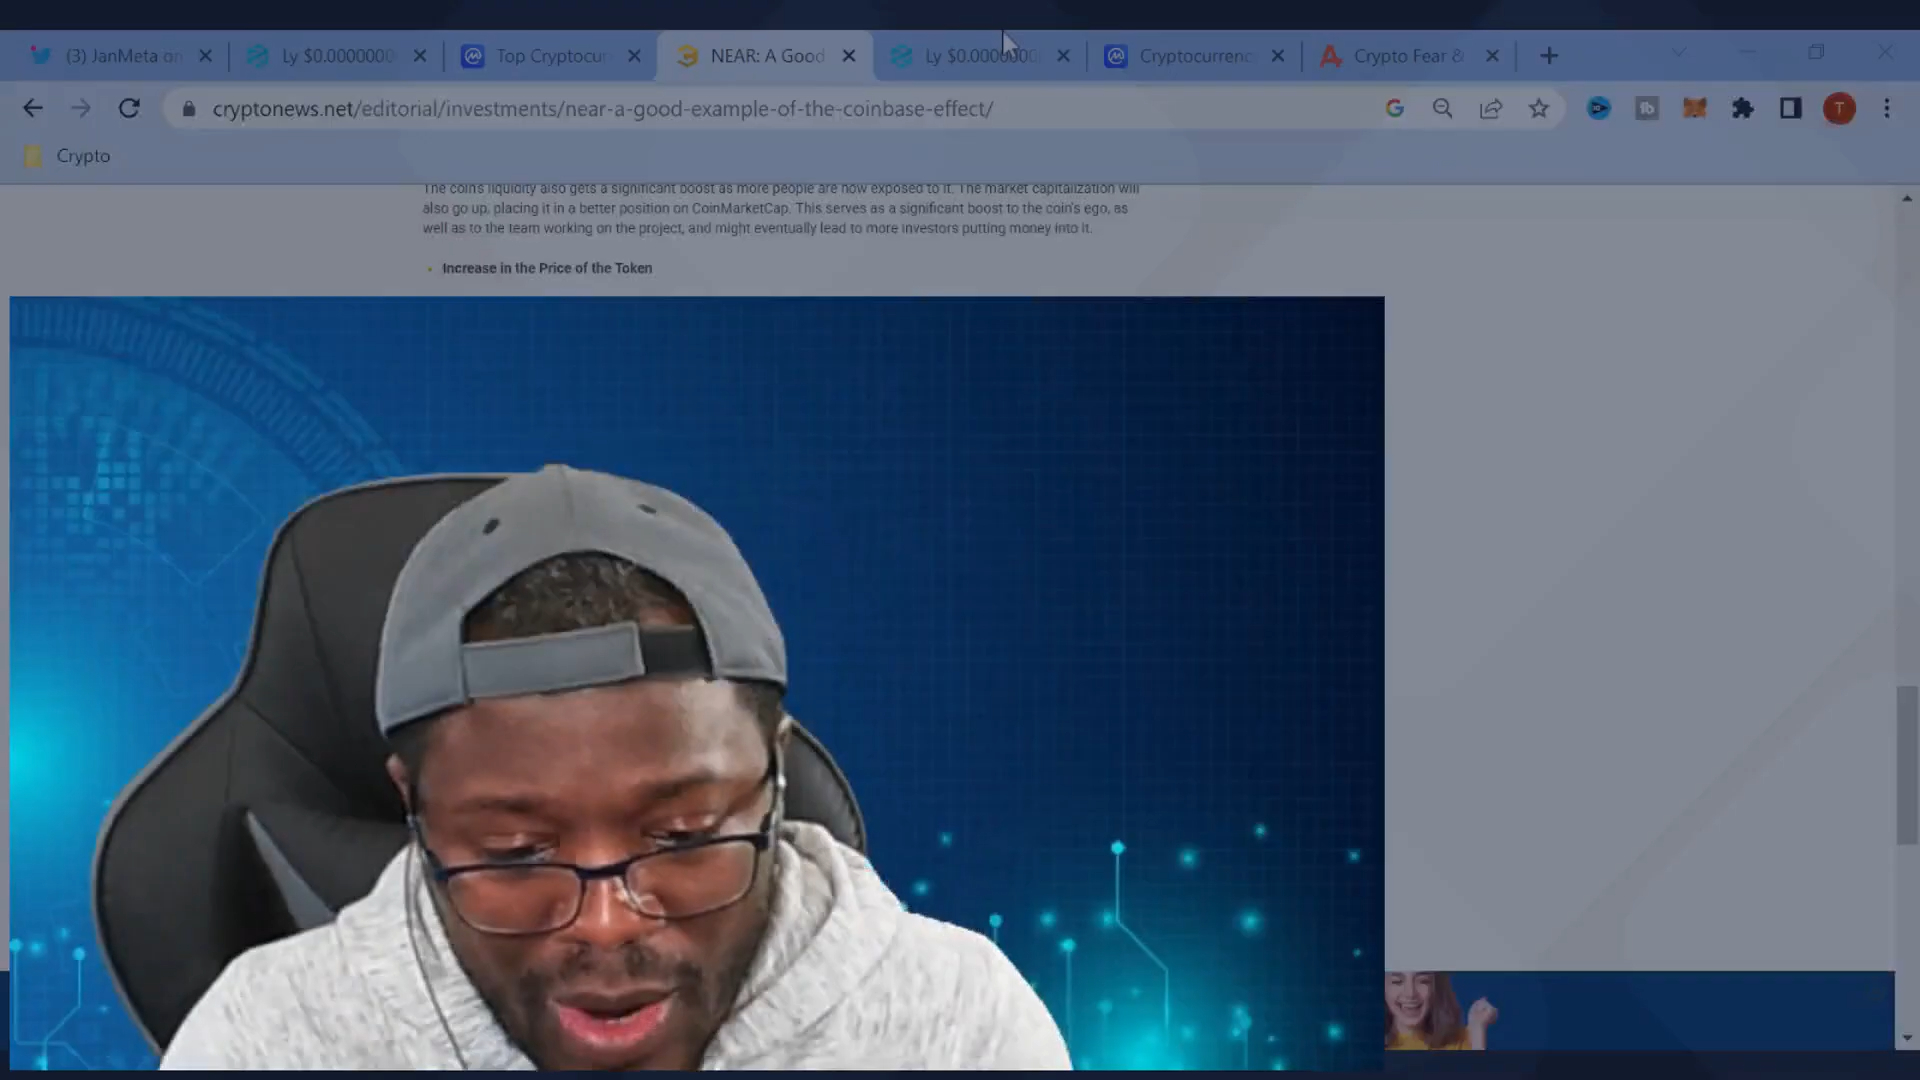 (3) JanMeta on
Ly $0.0000000
Top Cryptocur
NEAR: A Good
Ly $0.0000000
Cryptocurrenc
Crypto Fear &
cryptonews.net/editorial/investments/near-a-good-example-of-the-coinbase-effect/
T
Crypto
The coin's liquidity also gets a significant boost as more people are now exposed to it. The market capitalization will
also go up, placing it in a better position on CoinMarketCap. This serves as a significant boost to the coin's ego, as
well as to the team working on the project, and might eventually lead to more investors putting money into it.
• Increase in the Price of the Token